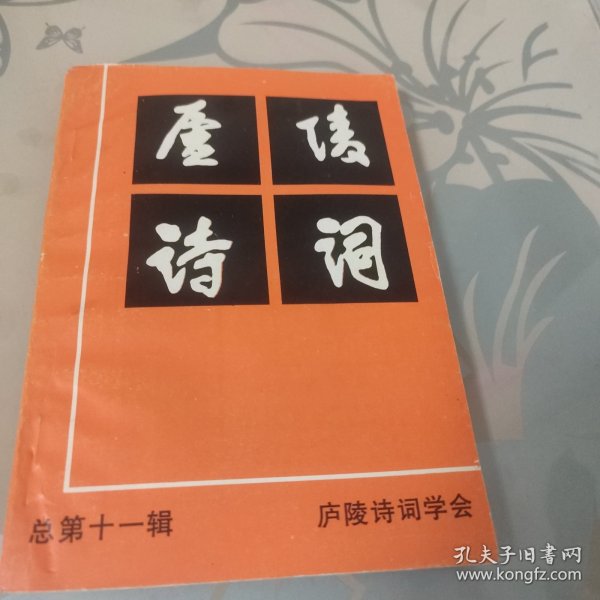 庐陵
诗词
总第十一辑
庐陵诗词学会
孔夫子旧书网
www.kongfz.com